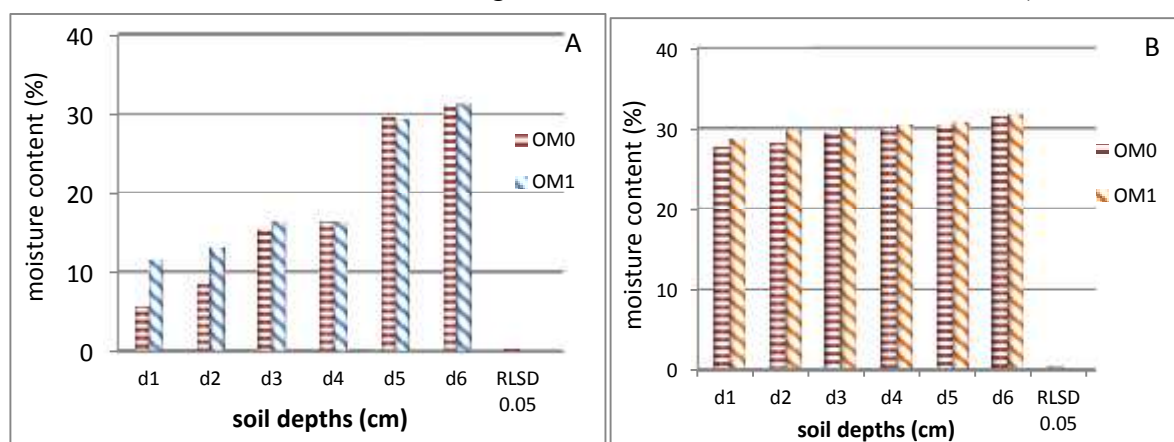 A
moisture content (%)
40
30
20
10
0
OM0
OM1
d1 d2 d3 d4 d5 d6 RLSD
0.05
soil depths (cm)
B
moisture content (%)
40
30
20
10
0
OM0
OM1
d1 d2 d3 d4 d5 d6 RLSD
0.05
soil depths (cm)